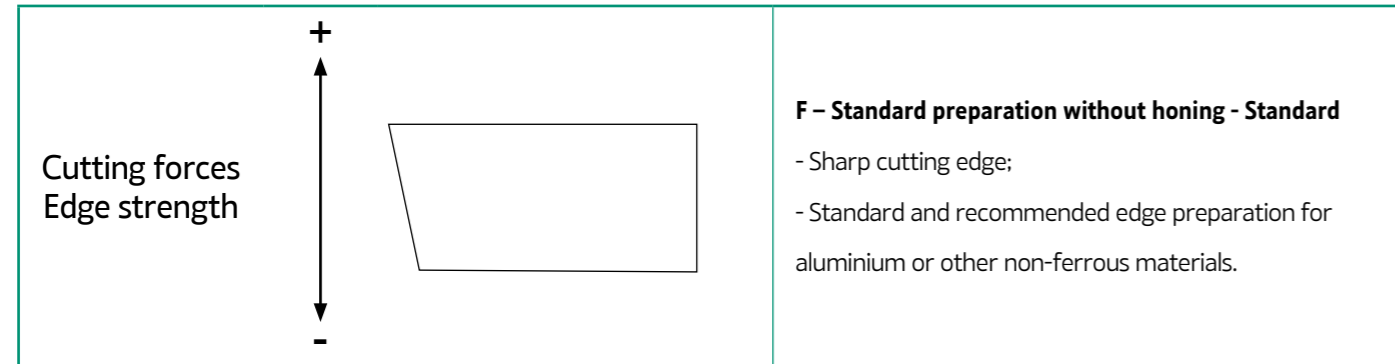 +
Cutting forces
Edge strength
-
F – Standard preparation without honing - Standard
- Sharp cutting edge;
- Standard and recommended edge preparation for
aluminium or other non-ferrous materials.